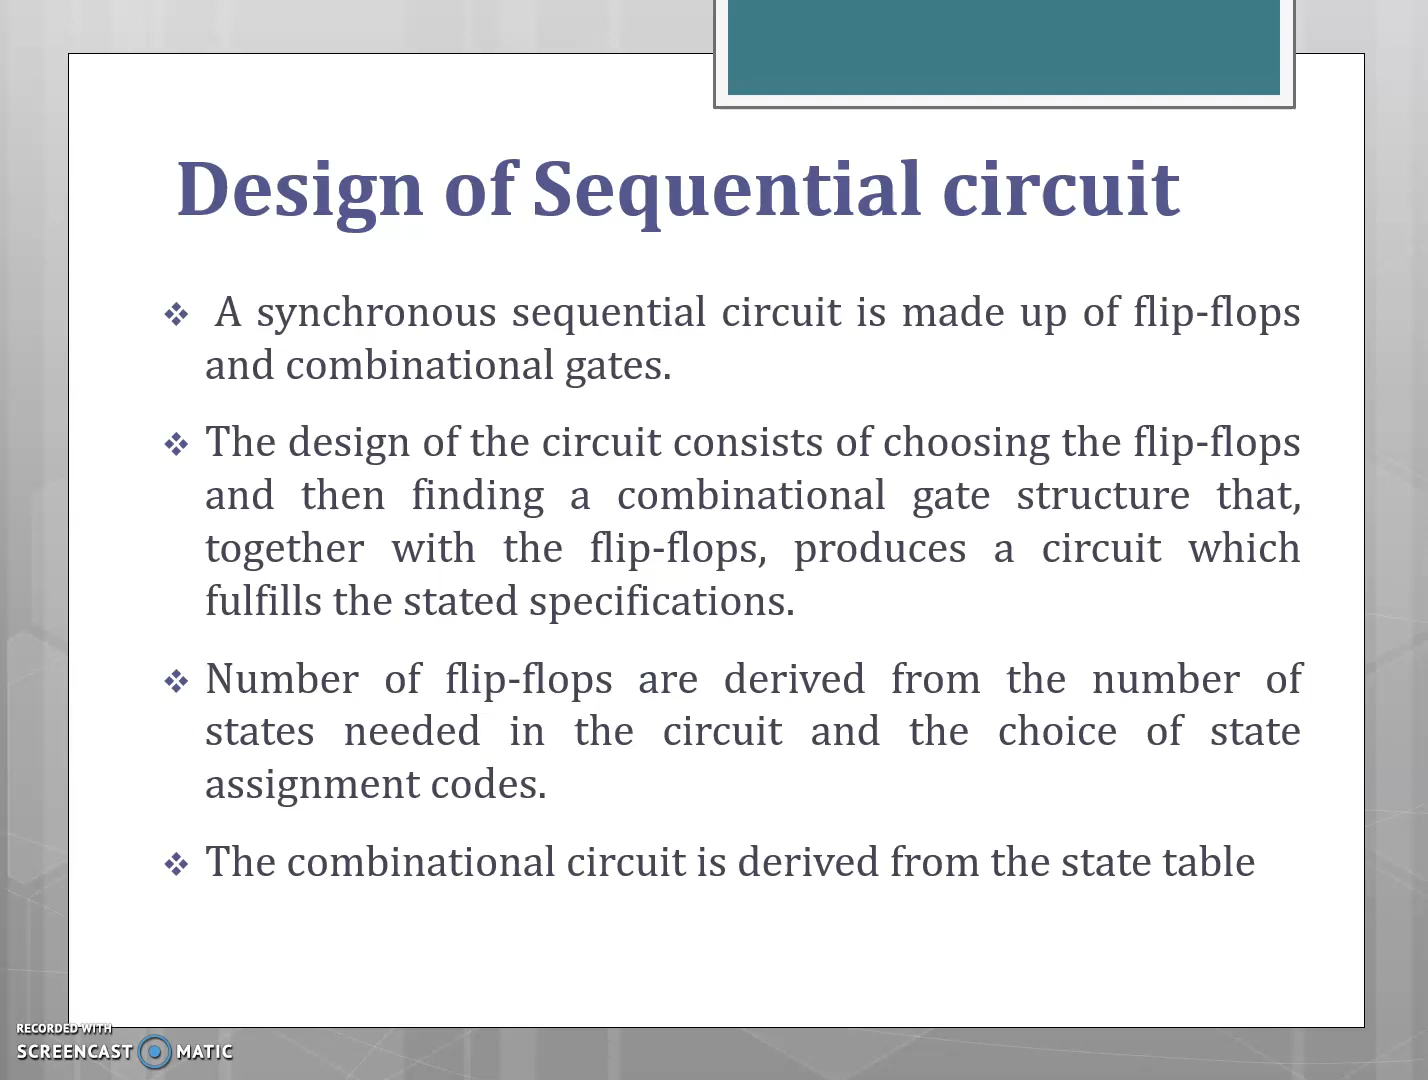 Design of Sequential circuit
A synchronous sequential circuit is made up of flip-flops
and combinational gates.
The design of the circuit consists of choosing the flip-flops
and then finding a combinational gate structure that,
together with the flip-flops, produces a circuit which
fulfills the stated specifications.
Number of flip-flops are derived from the number of
states needed in the circuit and the choice of state
assignment codes.
The combinational circuit is derived from the state table
RECORDED WITH
SCREENCAST MATIC